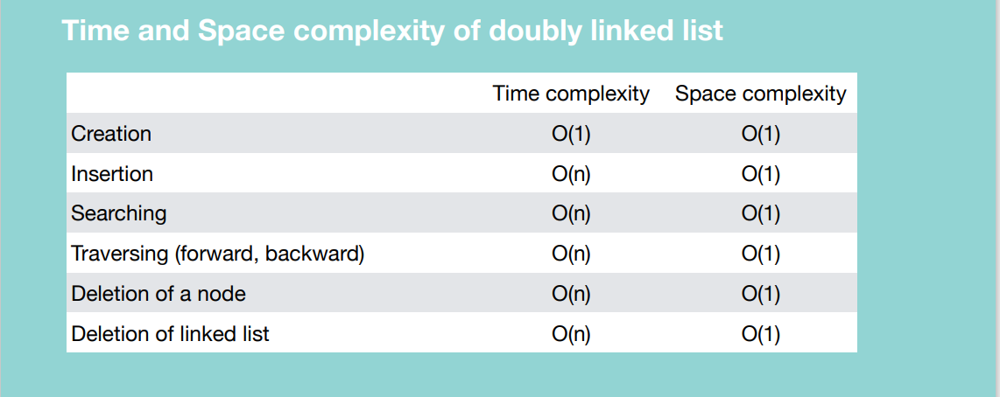 Time and Space complexity of doubly linked list
Time complexity Space complexity
Creation O(1) O(1)
Insertion O(n) O(1)
Searching O(n) O(1)
Traversing (forward, backward) O(n) O(1)
Deletion of a node O(n) O(1)
Deletion of linked list O(n) O(1)